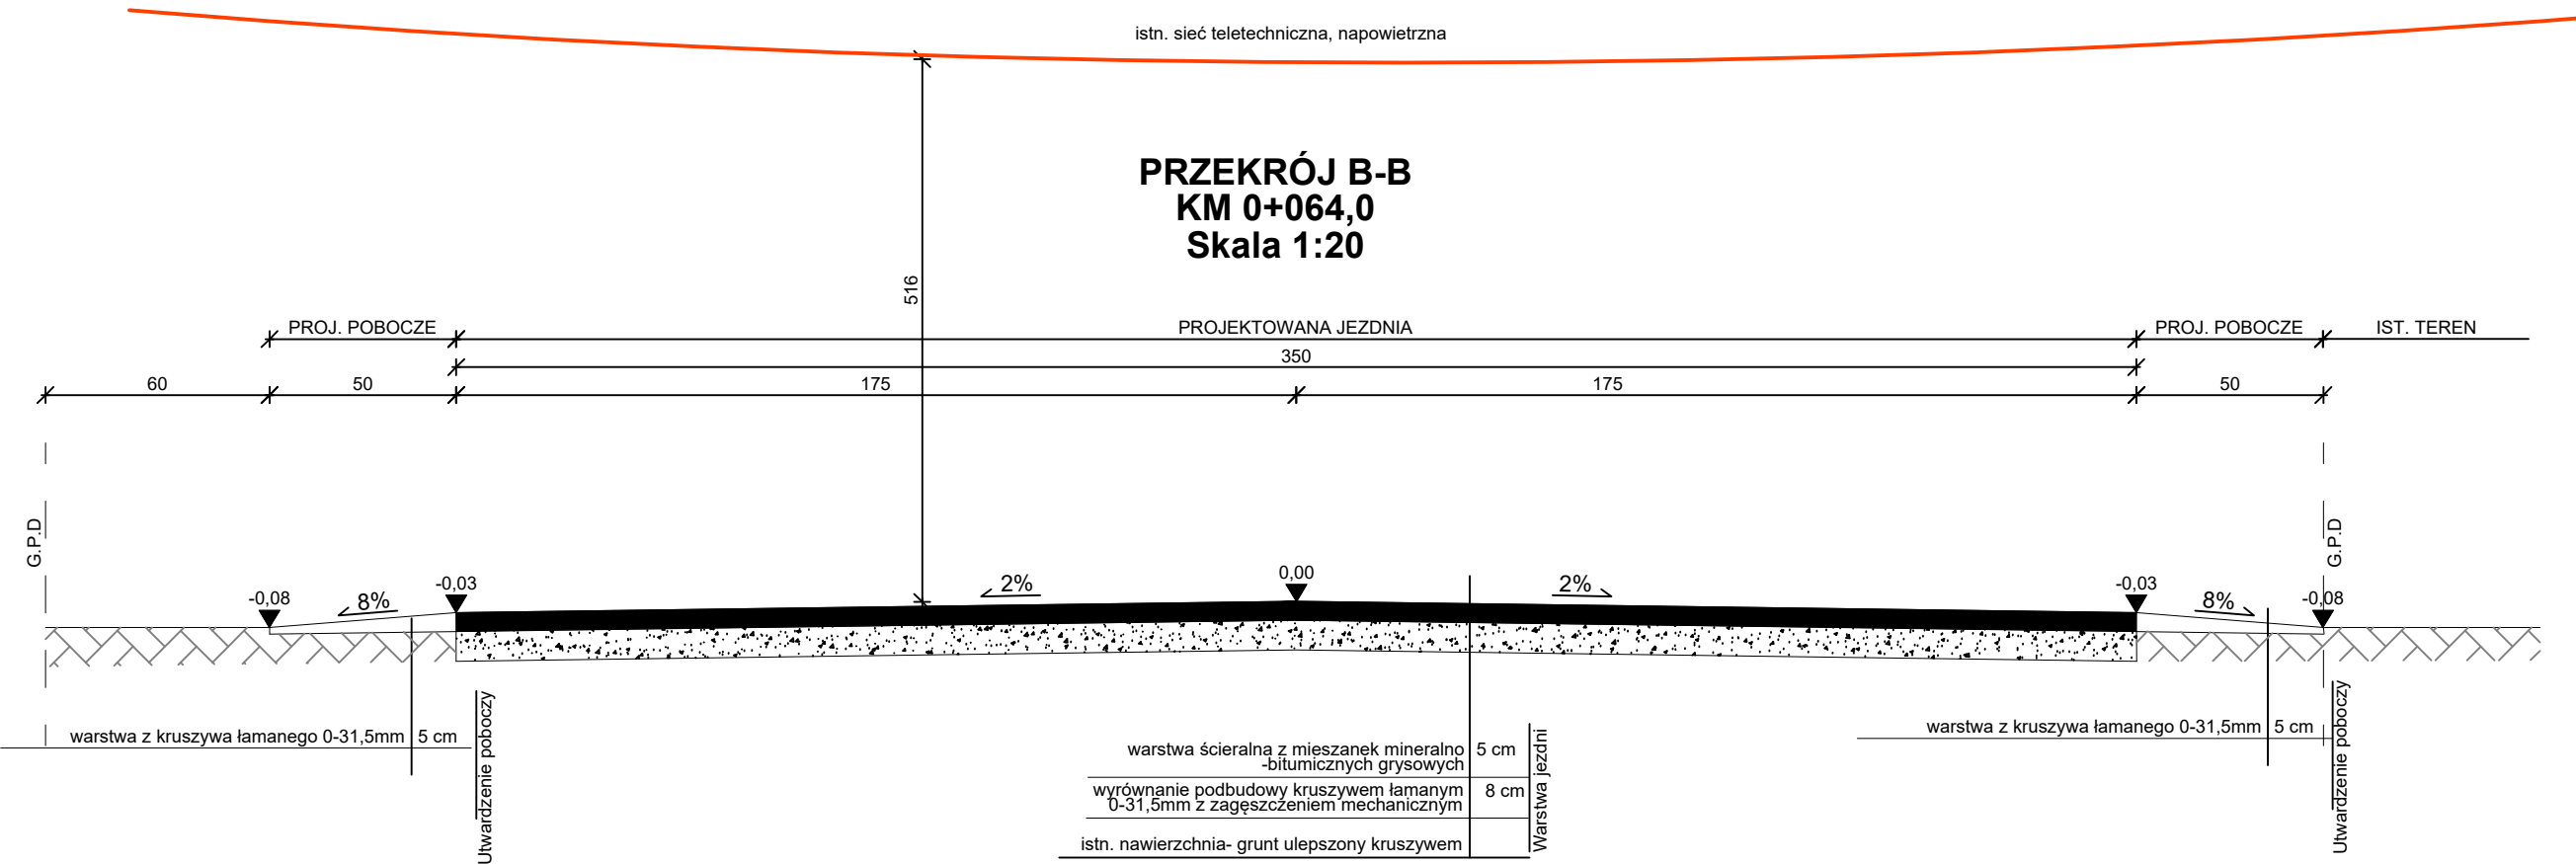 istn. sieć teletechniczna, napowietrzna
PRZEKRÓJ B-B
KM 0+064,0
Skala 1:20
516
PROJ. POBOCZE
PROJEKTOWANA JEZDNIA
PROJ. POBOCZE
IST. TEREN
350
60
50
175
175
50
G.P.D
G.P.D
-0,08
8%
-0,03
2%
0,00
2%
-0,03
8%
-0,08
warstwa z kruszywa łamanego 0-31,5mm 5 cm
Utwardzenie poboczy
warstwa ścieralna z mieszanek mineralno
-bitumicznych grysowych
5 cm
wyrównanie podbudowy kruszywem łamanym
0-31,5mm z zagęszczeniem mechanicznym
8 cm
istn. nawierzchnia- grunt ulepszony kruszywem
Warstwa jezdni
warstwa z kruszywa łamanego 0-31,5mm 5 cm
Utwardzenie poboczy